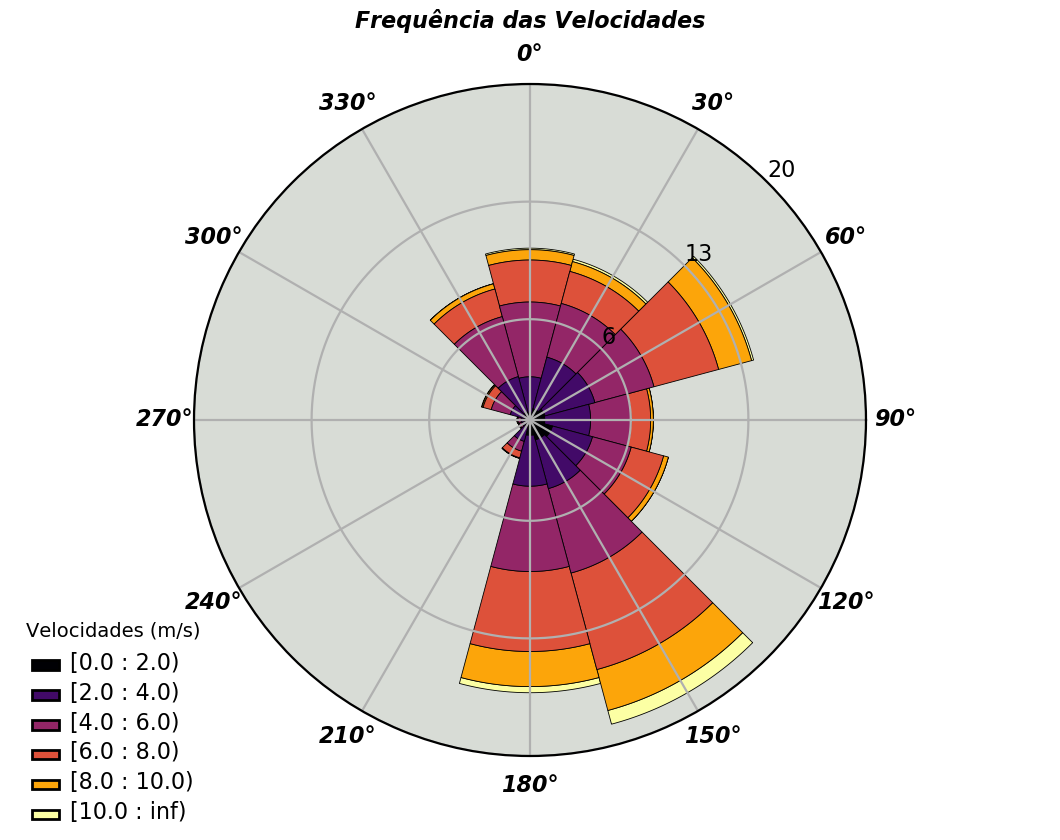 Frequência das Velocidades
0°
330°
30°
20
300°
60°
13
6
270°
90°
240°
120°
210°
150°
180°
Velocidades (m/s)
[0.0 : 2.0)
[2.0 : 4.0)
[4.0 : 6.0)
[6.0 : 8.0)
[8.0 : 10.0)
[10.0 : inf)